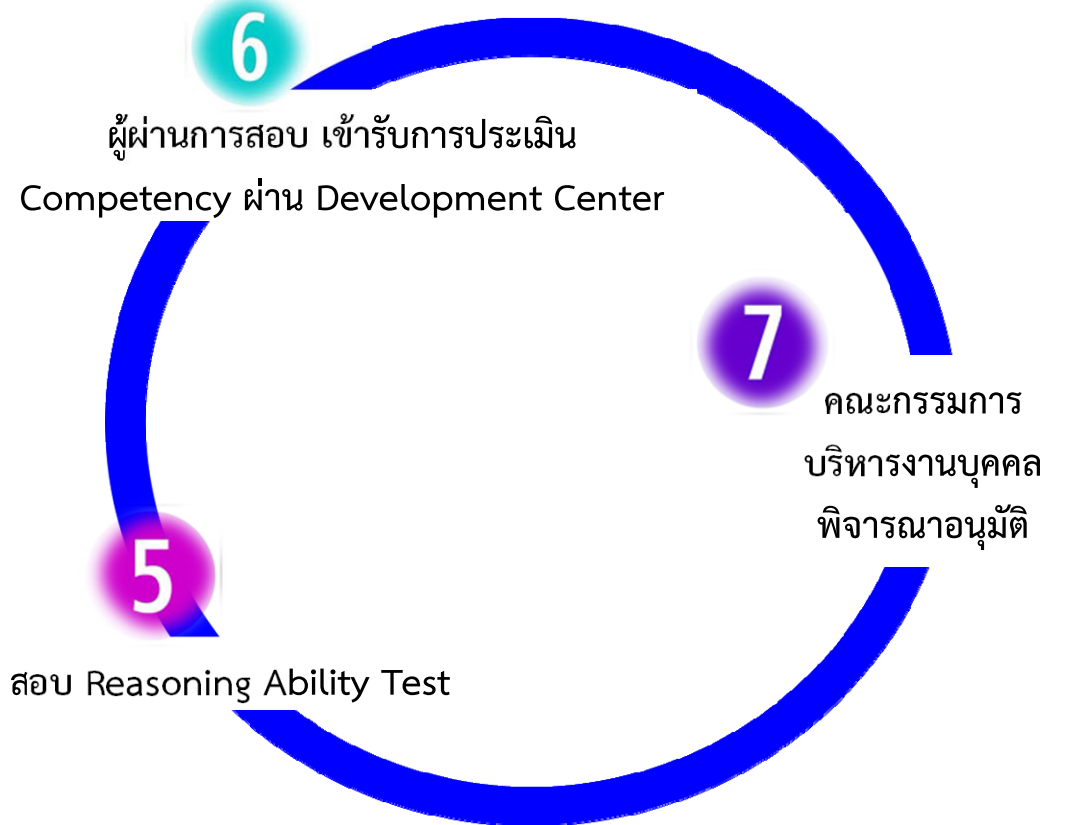 6
ผู้ผ่านการสอบ เข้ารับการประเมิน
Competency ผ่าน Development Center
7
คณะกรรมการ
บริหารงานบุคคล
พิจารณาอนุมัติ
5
สอบ Reasoning Ability Test